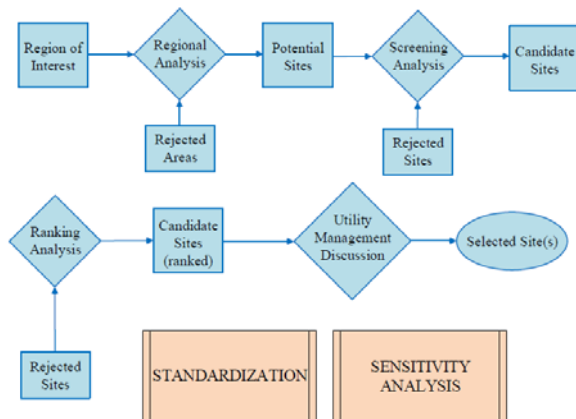 Region of
Interest
Regional
Analysis
Potential
Sites
Screening
Analysis
Candidate
Sites
Rejected
Areas
Rejected
Sites
Ranking
Analysis
Candidate
Sites
(ranked)
Utility
Management
Discussion
Selected Site(s)
Rejected
Sites
STANDARDIZATION
SENSITIVITY
ANALYSIS